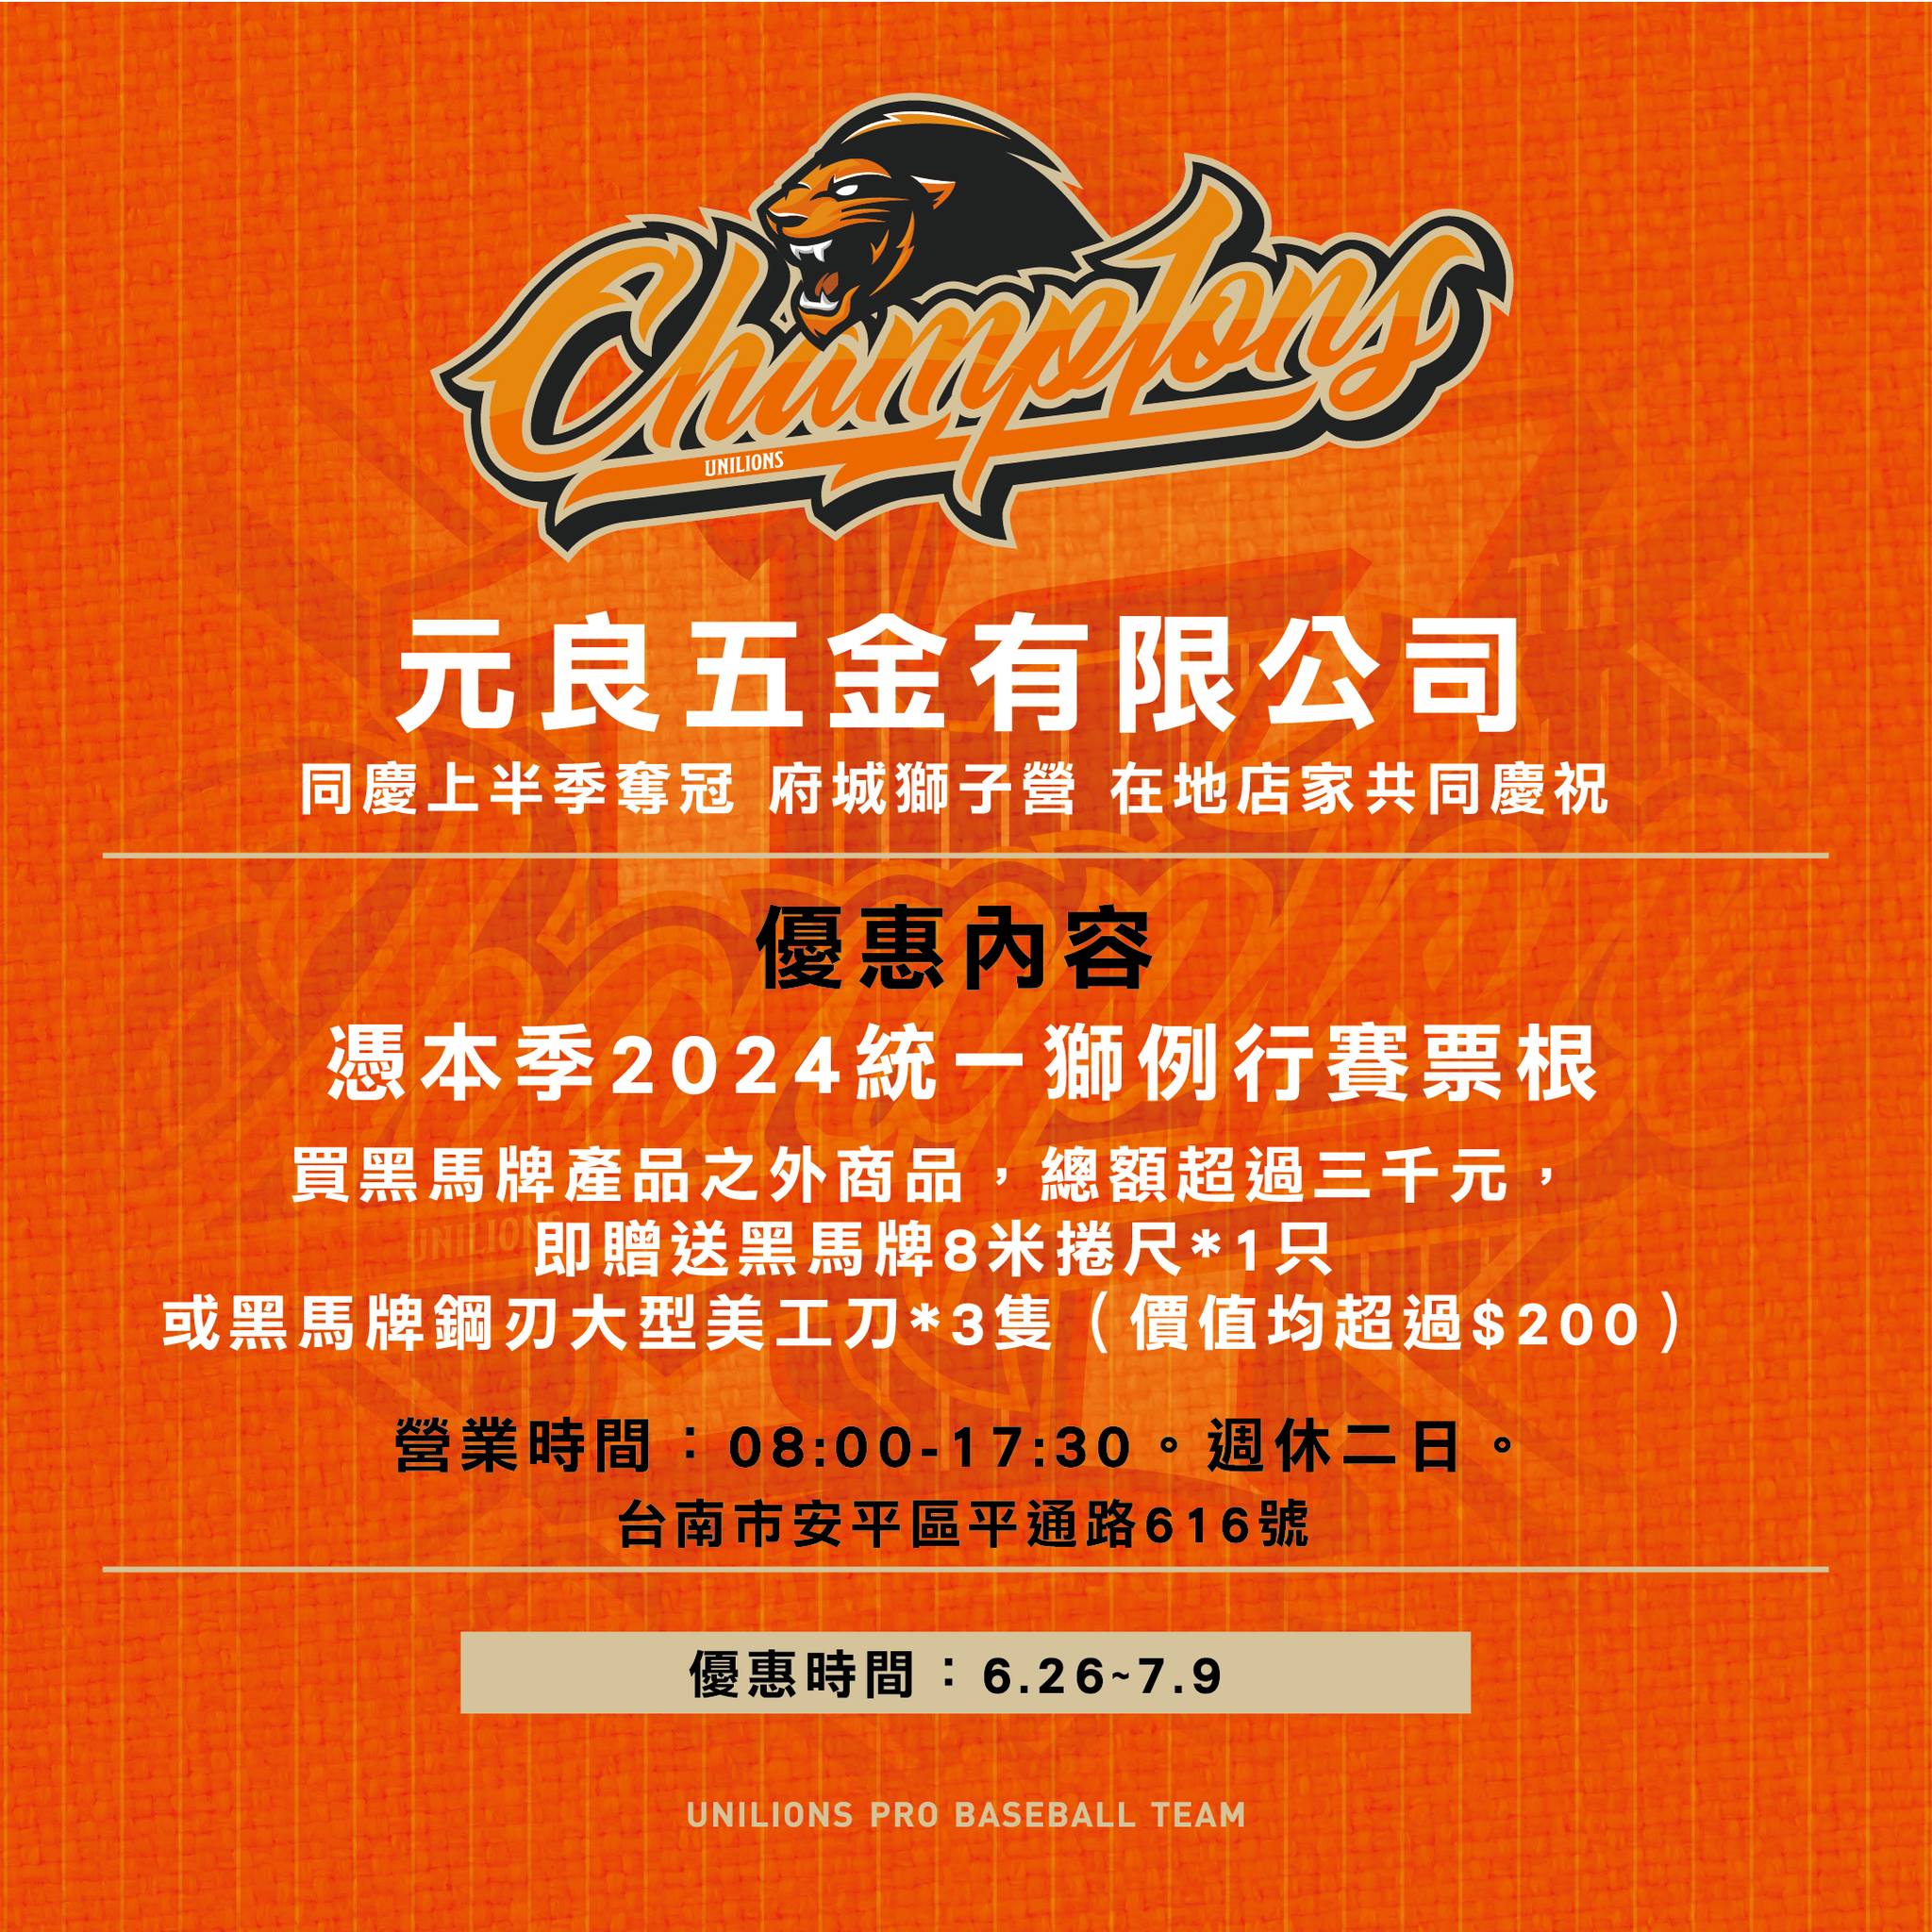 Champions
UNILIONS
元良五金有限公司
同慶上半季奪冠 府城獅子營 在地店家共同慶祝
優惠內容
憑本季2024統一獅例行賽票根
買黑馬牌產品之外商品，總額超過三千元，
即贈送黑馬牌8米捲尺*1只
或黑馬牌鋼刃大型美工刀*3隻（價值均超過$200）
營業時間：08:00-17:30。週休二日。
台南市安平區平通路616號
優惠時間：6.26~7.9
UNILIONS PRO BASEBALL TEAM